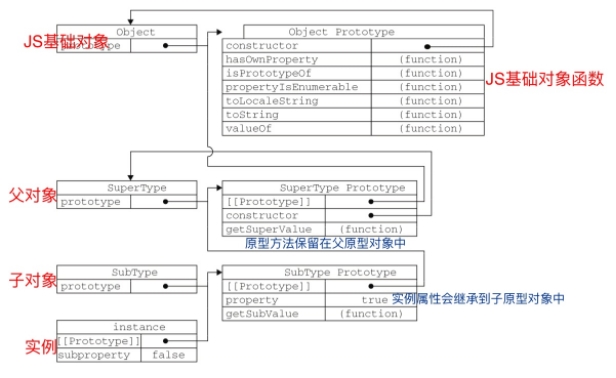 Object
JS基础对象
prototype
Object Prototype
constructor
hasOwnProperty (function)
isPrototypeOf (function)
propertyIsEnumerable (function)
toLocaleString (function)
toString (function)
valueOf (function)
JS基础对象函数
父对象
SuperType
prototype
SuperType Prototype
[[Prototype]]
constructor
getSuperValue (function)
原型方法保留在父原型对象中
子对象
SubType
prototype
SubType Prototype
[[Prototype]]
property true
实例属性会继承到子原型对象中
getSubValue (function)
实例
instance
[[Prototype]]
subproperty false